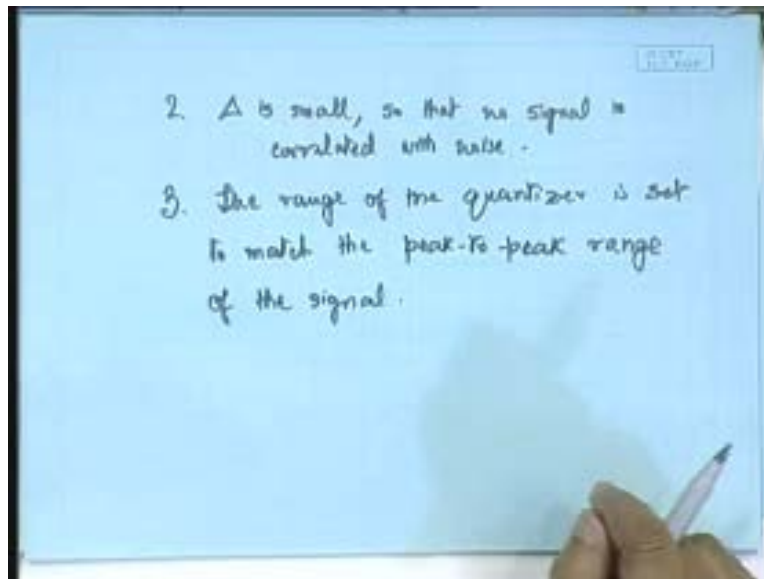 2. Δ is small, so that no signal is
correlated with noise.
3. The range of the quantizer is set
to match the peak-to-peak range
of the signal.